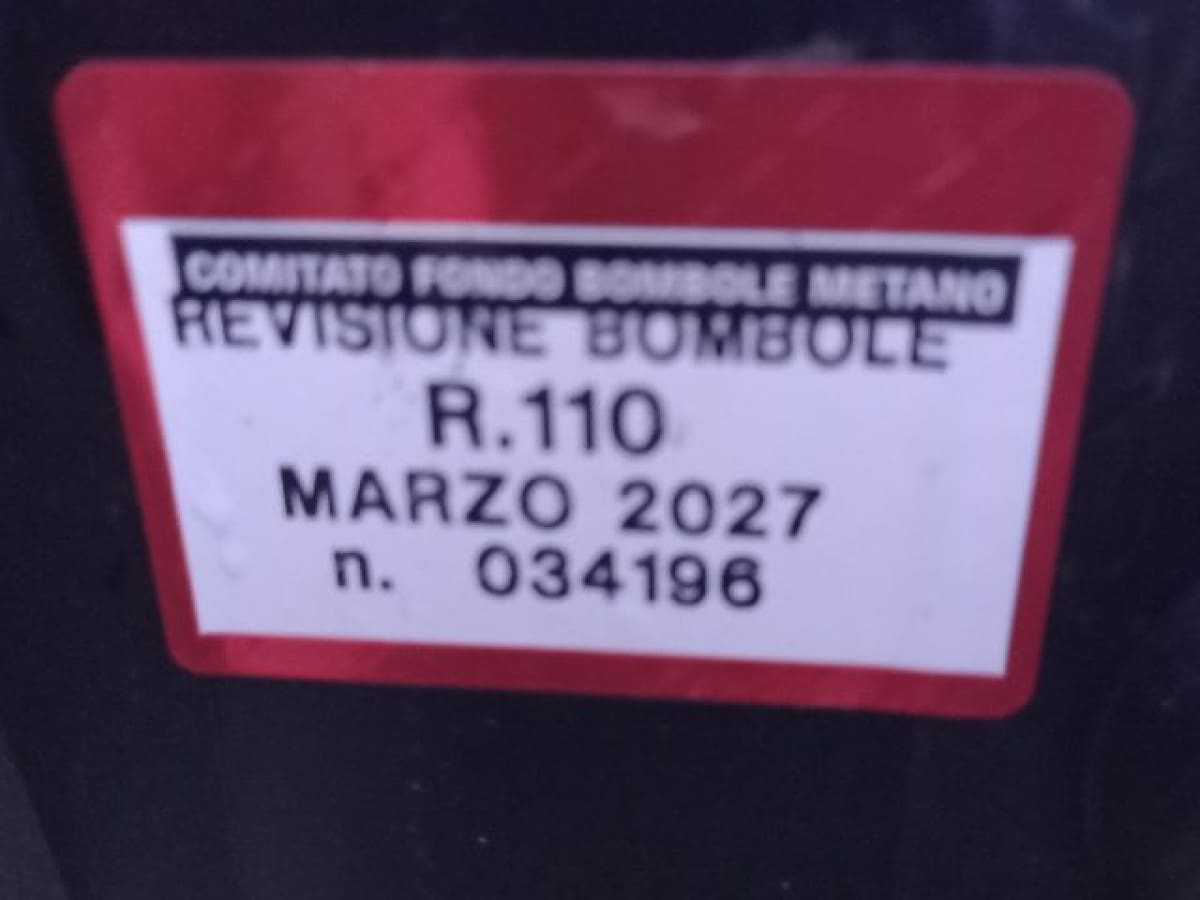 COMITATO FONDO BOMBOLE METANO
REVISIONE BOMBOLE
R.110
MARZO 2027
n. 034196